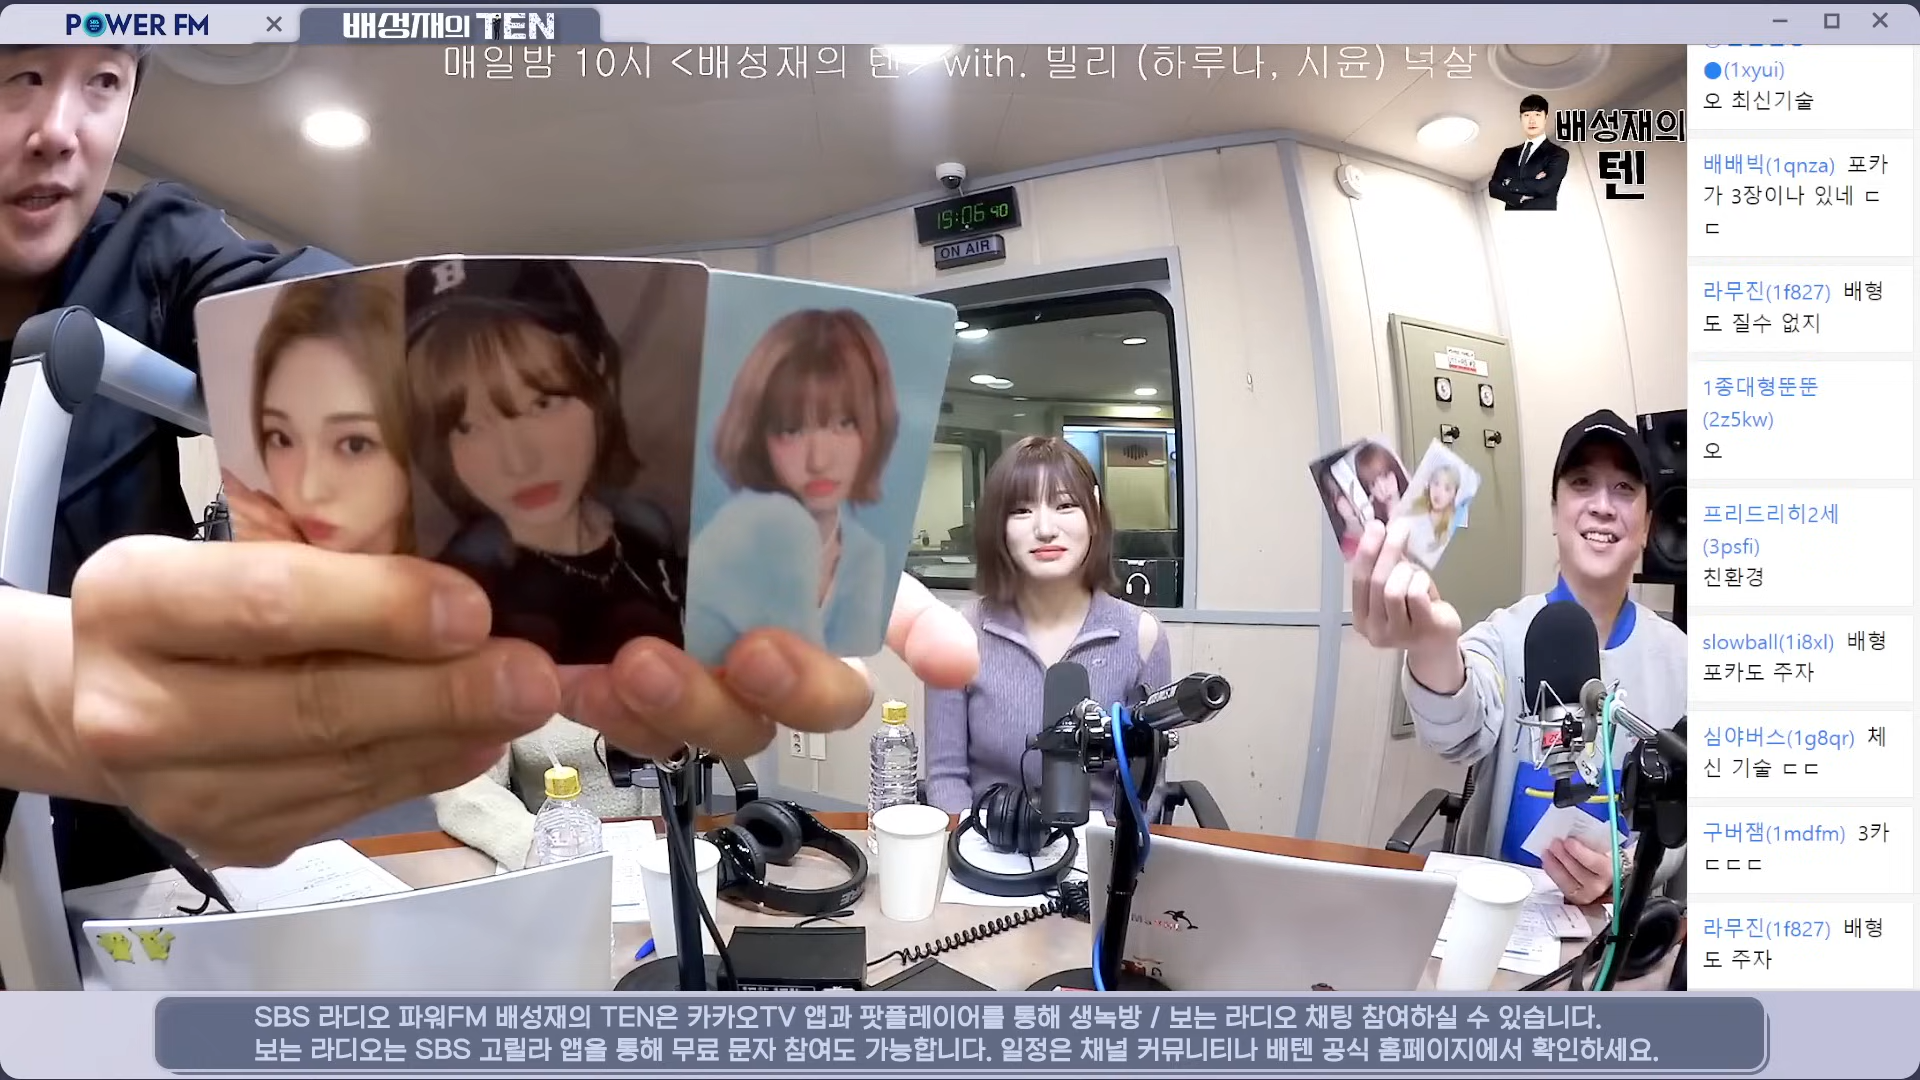 POWER FM
배성재의 TEN
매일밤 10시 <배성재의 텐> with. 빌리 (하루나, 시윤) 넉살
배성재의
텐
19:06 40
ON AIR
(1xyui)
오 최신기술
배배빅(1qnza) 포카
가 3장이나 있네 ㄷ
ㄷ
라무진(1f827) 배형
도 질수 없지
1종대형뚠뚠
(2z5kw)
오
프리드리히2세
(3psfi)
친환경
slowball(1i8xl) 배형
포카도 주자
심야버스(1g8qr) 체
신 기술 ㄷㄷ
구버잼(1mdfm) 3카
ㄷㄷㄷ
라무진(1f827) 배형
도 주자
B
SBS 라디오 파워FM 배성재의 TEN은 카카오TV 앱과 팟플레이어를 통해 생녹방 / 보는 라디오 채팅 참여하실 수 있습니다.
보는 라디오는 SBS 고릴라 앱을 통해 무료 문자 참여도 가능합니다. 일정은 채널 커뮤니티나 배텐 공식 홈페이지에서 확인하세요.